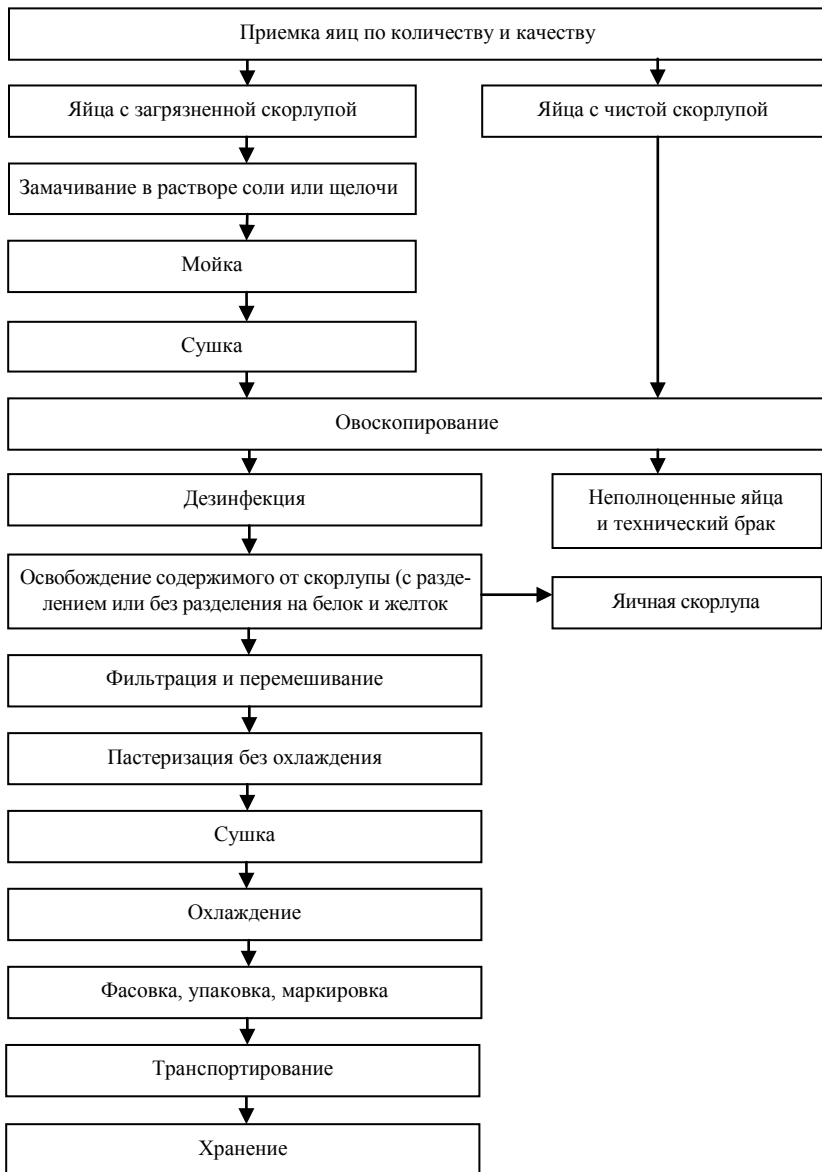 Приемка яиц по количеству и качеству
Яйца с загрязненной скорлупой
Яйца с чистой скорлупой
Замачивание в растворе соли или щелочи
Мойка
Сушка
Овоскопирование
Дезинфекция
Неполноценные яйца
и технический брак
Освобождение содержимого от скорлупы (с разде-
лением или без разделения на белок и желток
Яичная скорлупа
Фильтрация и перемешивание
Пастеризация без охлаждения
Сушка
Охлаждение
Фасовка, упаковка, маркировка
Транспортирование
Хранение